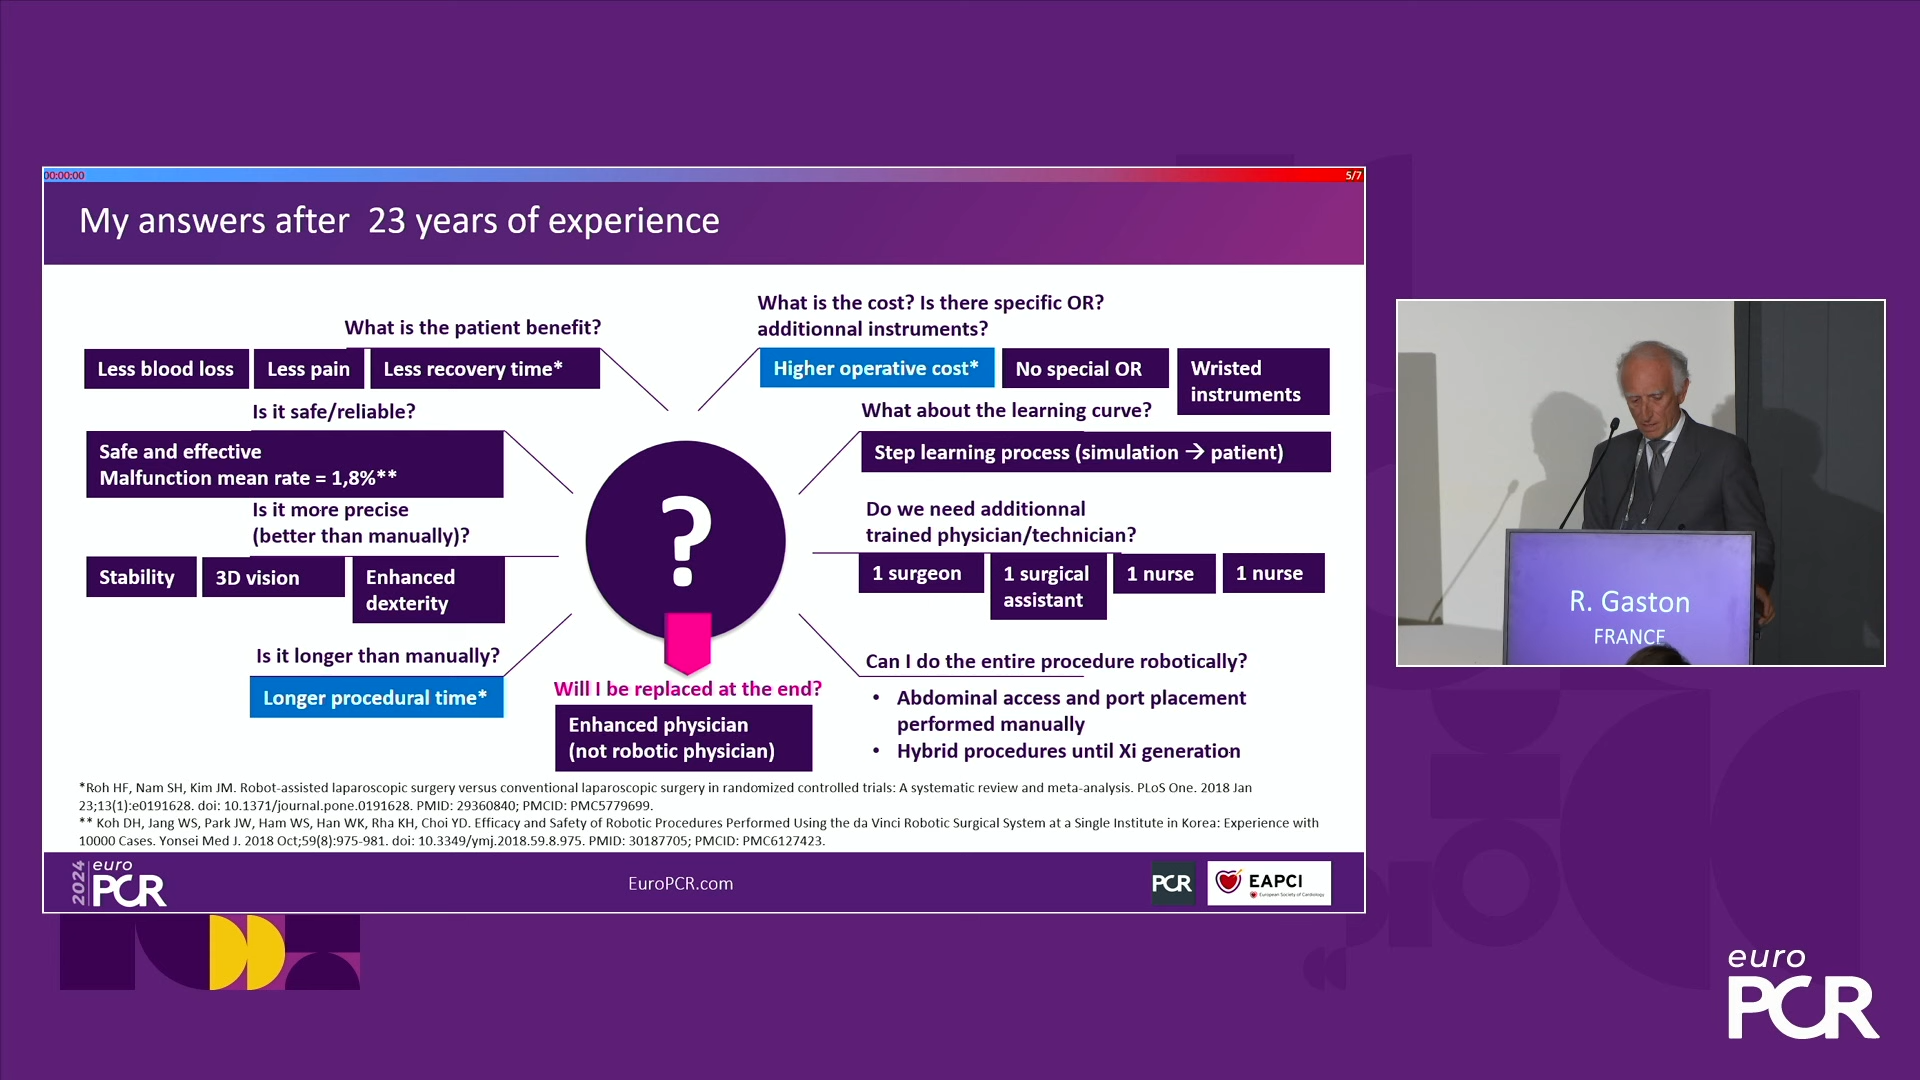 00:00:00
5/7
My answers after  23 years of experience
What is the patient benefit?
Less blood loss
Less pain
Less recovery time*
Is it safe/reliable?
Safe and effective
Malfunction mean rate = 1,8%**
Is it more precise
(better than manually)?
Stability
3D vision
Enhanced
dexterity
Is it longer than manually?
Longer procedural time*
?
Will I be replaced at the end?
Enhanced physician
(not robotic physician)
What is the cost? Is there specific OR?
additionnal instruments?
Higher operative cost*
No special OR
Wristed
instruments
What about the learning curve?
Step learning process (simulation → patient)
Do we need additionnal
trained physician/technician?
1 surgeon
1 surgical
assistant
1 nurse
1 nurse
Can I do the entire procedure robotically?
• Abdominal access and port placement
performed manually
• Hybrid procedures until Xi generation
*Roh HF, Nam SH, Kim JM. Robot-assisted laparoscopic surgery versus conventional laparoscopic surgery in randomized controlled trials: A systematic review and meta-analysis. PLoS One. 2018 Jan
23;13(1):e0191628. doi: 10.1371/journal.pone.0191628. PMID: 29360840; PMCID: PMC5779699.
** Koh DH, Jang WS, Park JW, Ham WS, Han WK, Rha KH, Choi YD. Efficacy and Safety of Robotic Procedures Performed Using the da Vinci Robotic Surgical System at a Single Institute in Korea: Experience with
10000 Cases. Yonsei Med J. 2018 Oct;59(8):975-981. doi: 10.3349/ymj.2018.59.8.975. PMID: 30187705; PMCID: PMC6127423.
2024
euro
PCR
EuroPCR.com
PCR
EAPCI
European Society of Cardiology
R. Gaston
FRANCE
euro
PCR